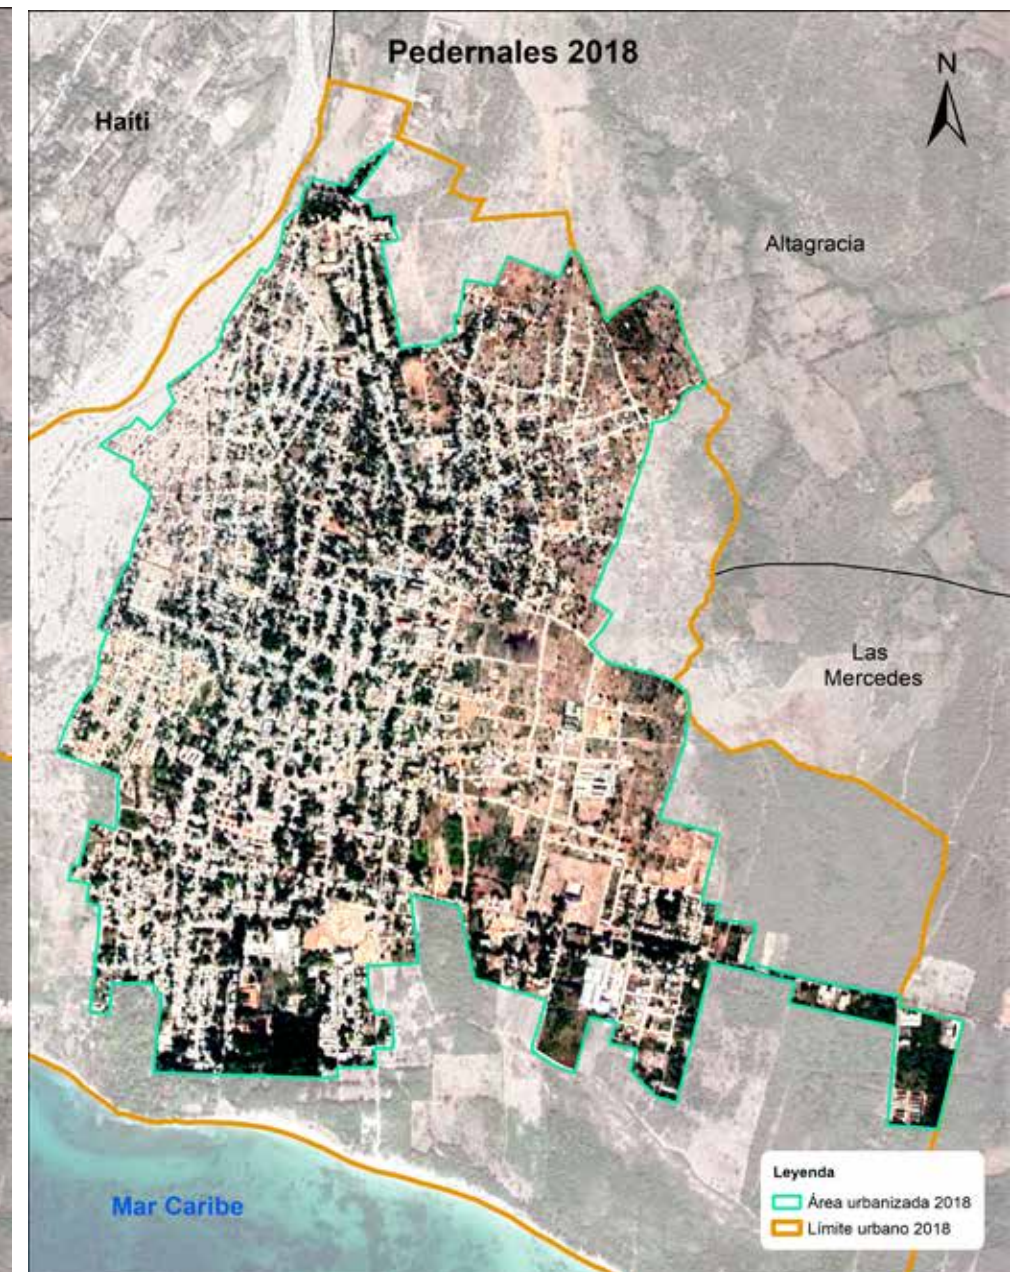 Pedernales 2018
N
Haití
Altagracia
Las
Mercedes
Mar Caribe
Leyenda
Área urbanizada 2018
Límite urbano 2018